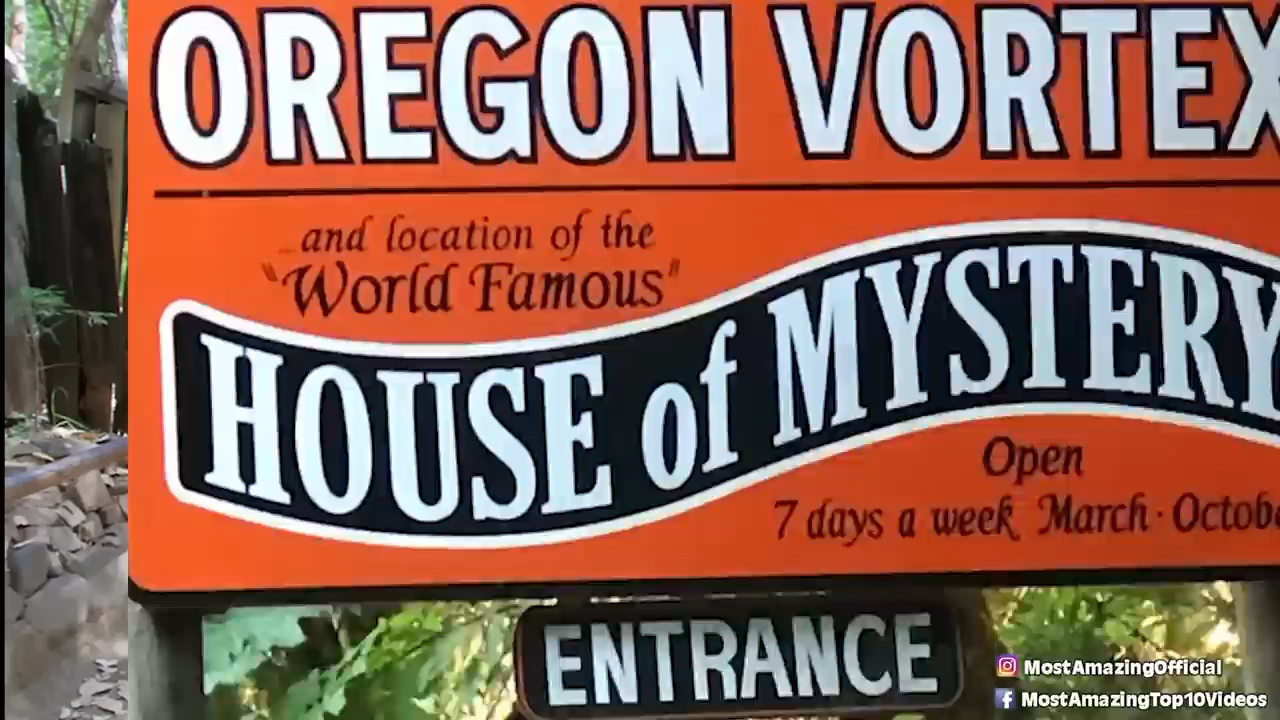 OREGON VORTEX
...and location of the
"World Famous"
HOUSE of MYSTERY
Open
7 days a week March · Octob
ENTRANCE
MostAmazingOfficial
MostAmazingTop10Videos